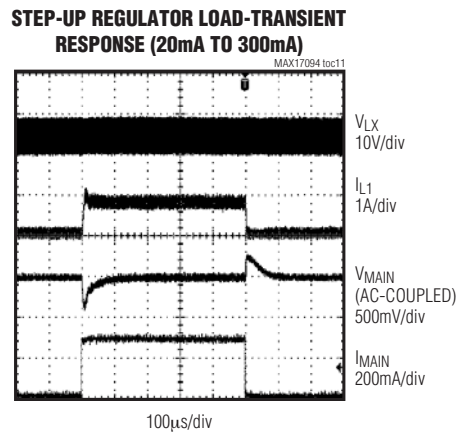 STEP-UP REGULATOR LOAD-TRANSIENT
RESPONSE (20mA TO 300mA)
MAX17094 toc11
T
VLX
10V/div
IL1
1A/div
VMAIN
(AC-COUPLED)
500mV/div
IMAIN
200mA/div
100µs/div